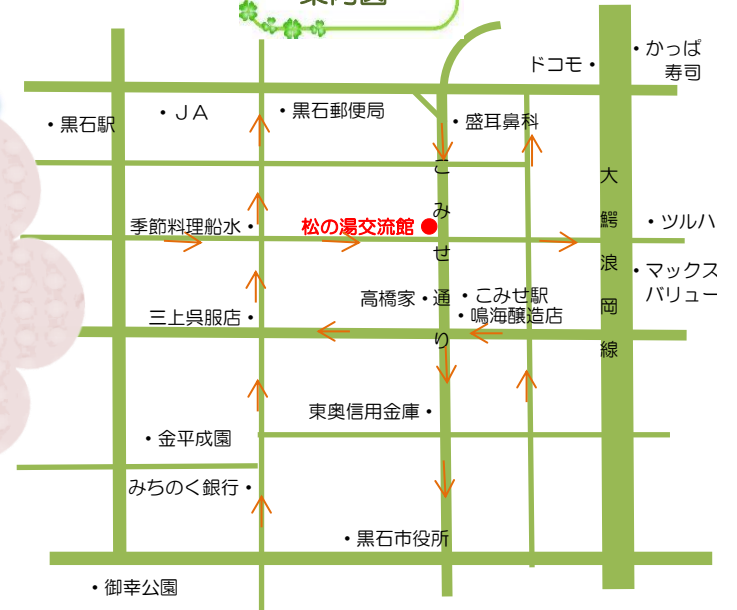 案内図
ドコモ・
・かっぱ
寿司
・黒石駅
・ＪＡ
・黒石郵便局
・盛耳鼻科
季節料理船水・
松の湯交流館
こみせ通り
大鰐浪岡線
・ツルハ
・マックス
バリュー
高橋家・
・こみせ駅
・鳴海醸造店
三上呉服店・
東奥信用金庫・
・金平成園
みちのく銀行・
・黒石市役所
・御幸公園